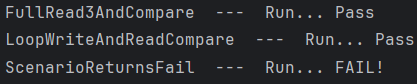 FullRead3AndCompare  ---  Run... Pass
LoopWriteAndReadCompare  ---  Run... Pass
ScenarioReturnsFail  ---  Run... FAIL!